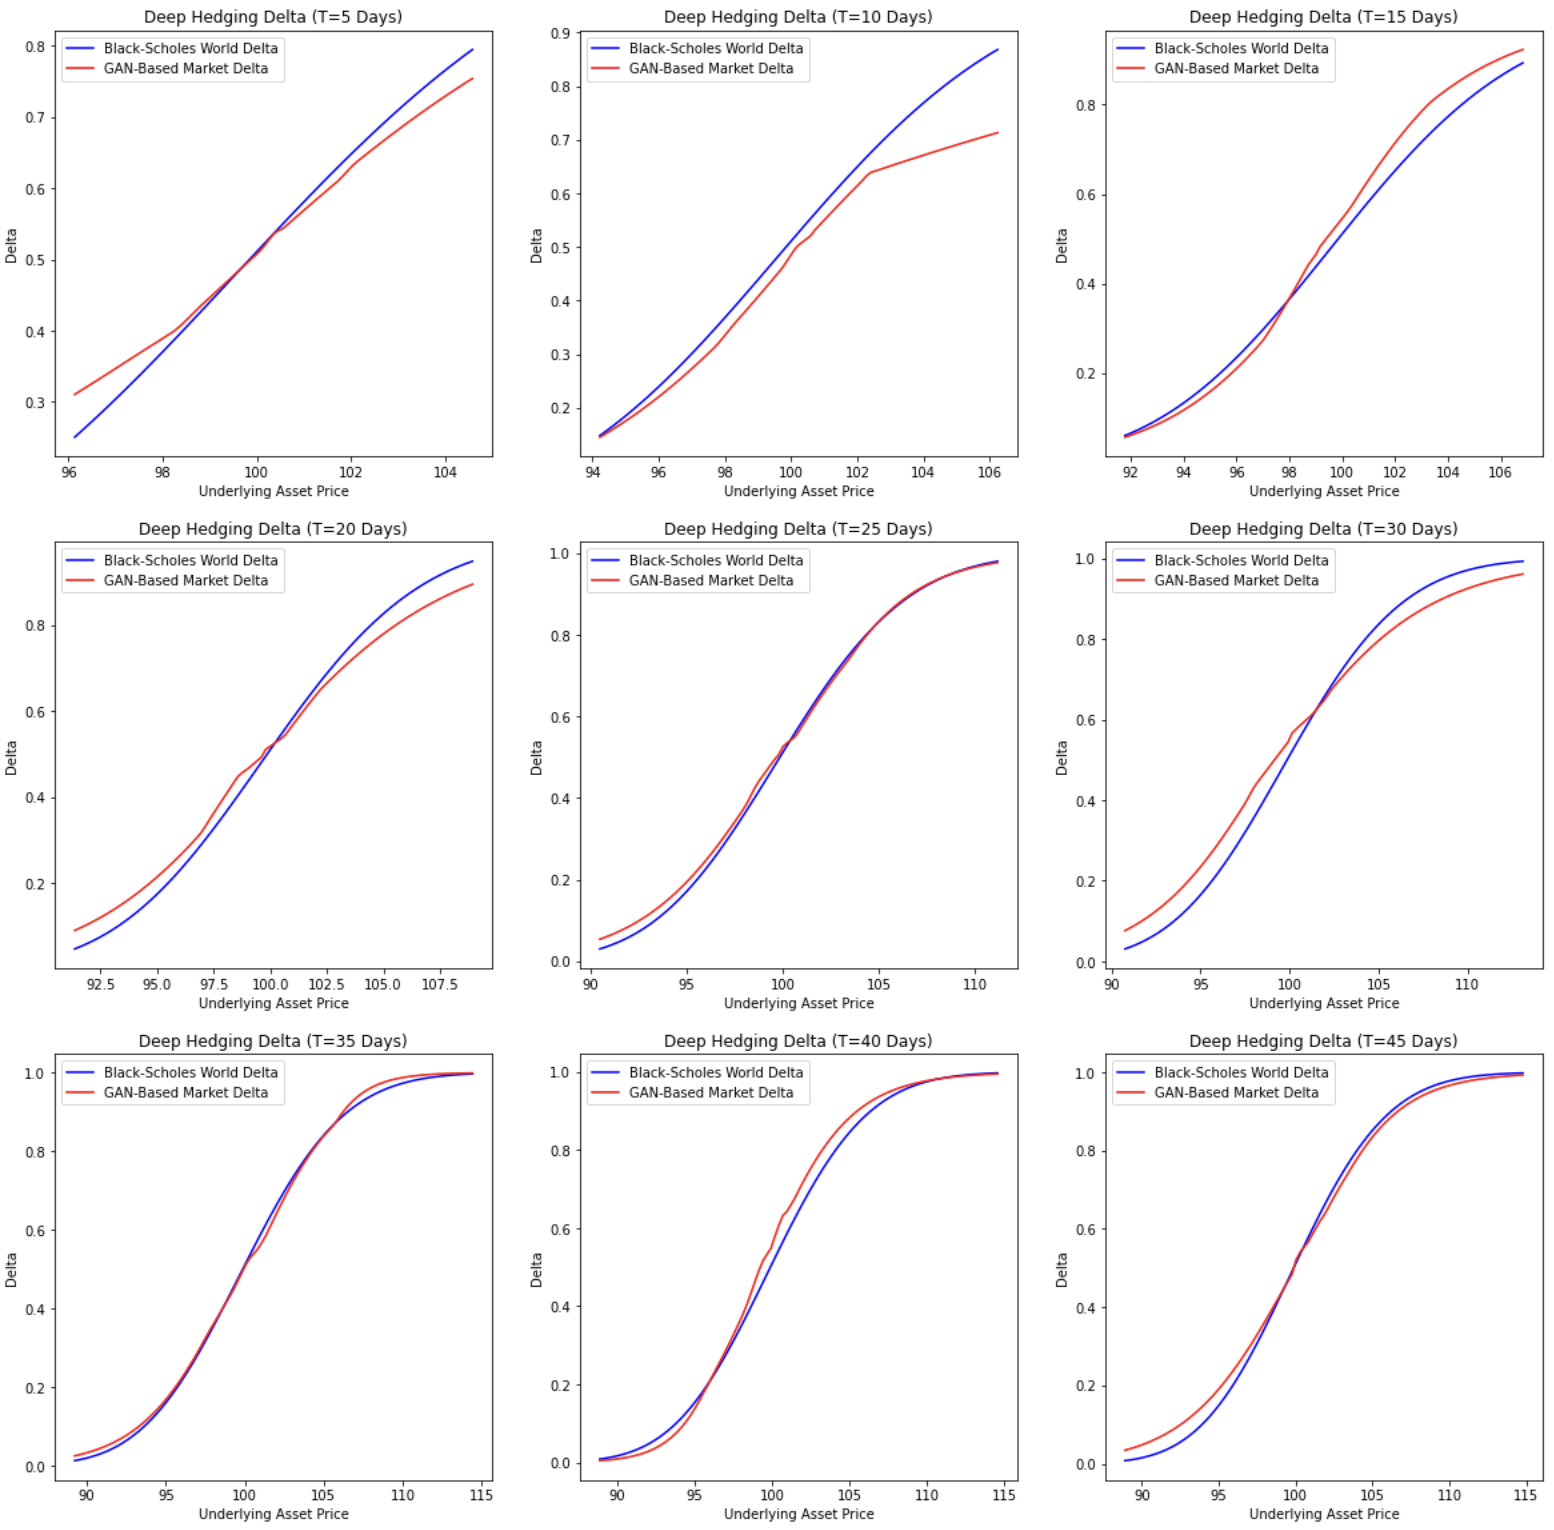 Deep Hedging Delta (T=5 Days)
Black-Scholes World Delta
GAN-Based Market Delta
0.8
0.7
0.6
0.5
0.4
0.3
Delta
96 98 100 102 104
Underlying Asset Price
Deep Hedging Delta (T=10 Days)
Black-Scholes World Delta
GAN-Based Market Delta
0.9
0.8
0.7
0.6
0.5
0.4
0.3
0.2
Delta
94 96 98 100 102 104 106
Underlying Asset Price
Deep Hedging Delta (T=15 Days)
Black-Scholes World Delta
GAN-Based Market Delta
0.8
0.6
0.4
0.2
Delta
92 94 96 98 100 102 104 106
Underlying Asset Price
Deep Hedging Delta (T=20 Days)
Black-Scholes World Delta
GAN-Based Market Delta
0.8
0.6
0.4
0.2
Delta
92.5 95.0 97.5 100.0 102.5 105.0 107.5
Underlying Asset Price
Deep Hedging Delta (T=25 Days)
Black-Scholes World Delta
GAN-Based Market Delta
1.0
0.8
0.6
0.4
0.2
0.0
Delta
90 95 100 105 110
Underlying Asset Price
Deep Hedging Delta (T=30 Days)
Black-Scholes World Delta
GAN-Based Market Delta
1.0
0.8
0.6
0.4
0.2
0.0
Delta
90 95 100 105 110
Underlying Asset Price
Deep Hedging Delta (T=35 Days)
Black-Scholes World Delta
GAN-Based Market Delta
1.0
0.8
0.6
0.4
0.2
0.0
Delta
90 95 100 105 110 115
Underlying Asset Price
Deep Hedging Delta (T=40 Days)
Black-Scholes World Delta
GAN-Based Market Delta
1.0
0.8
0.6
0.4
0.2
0.0
Delta
90 95 100 105 110 115
Underlying Asset Price
Deep Hedging Delta (T=45 Days)
Black-Scholes World Delta
GAN-Based Market Delta
1.0
0.8
0.6
0.4
0.2
0.0
Delta
90 95 100 105 110 115
Underlying Asset Price